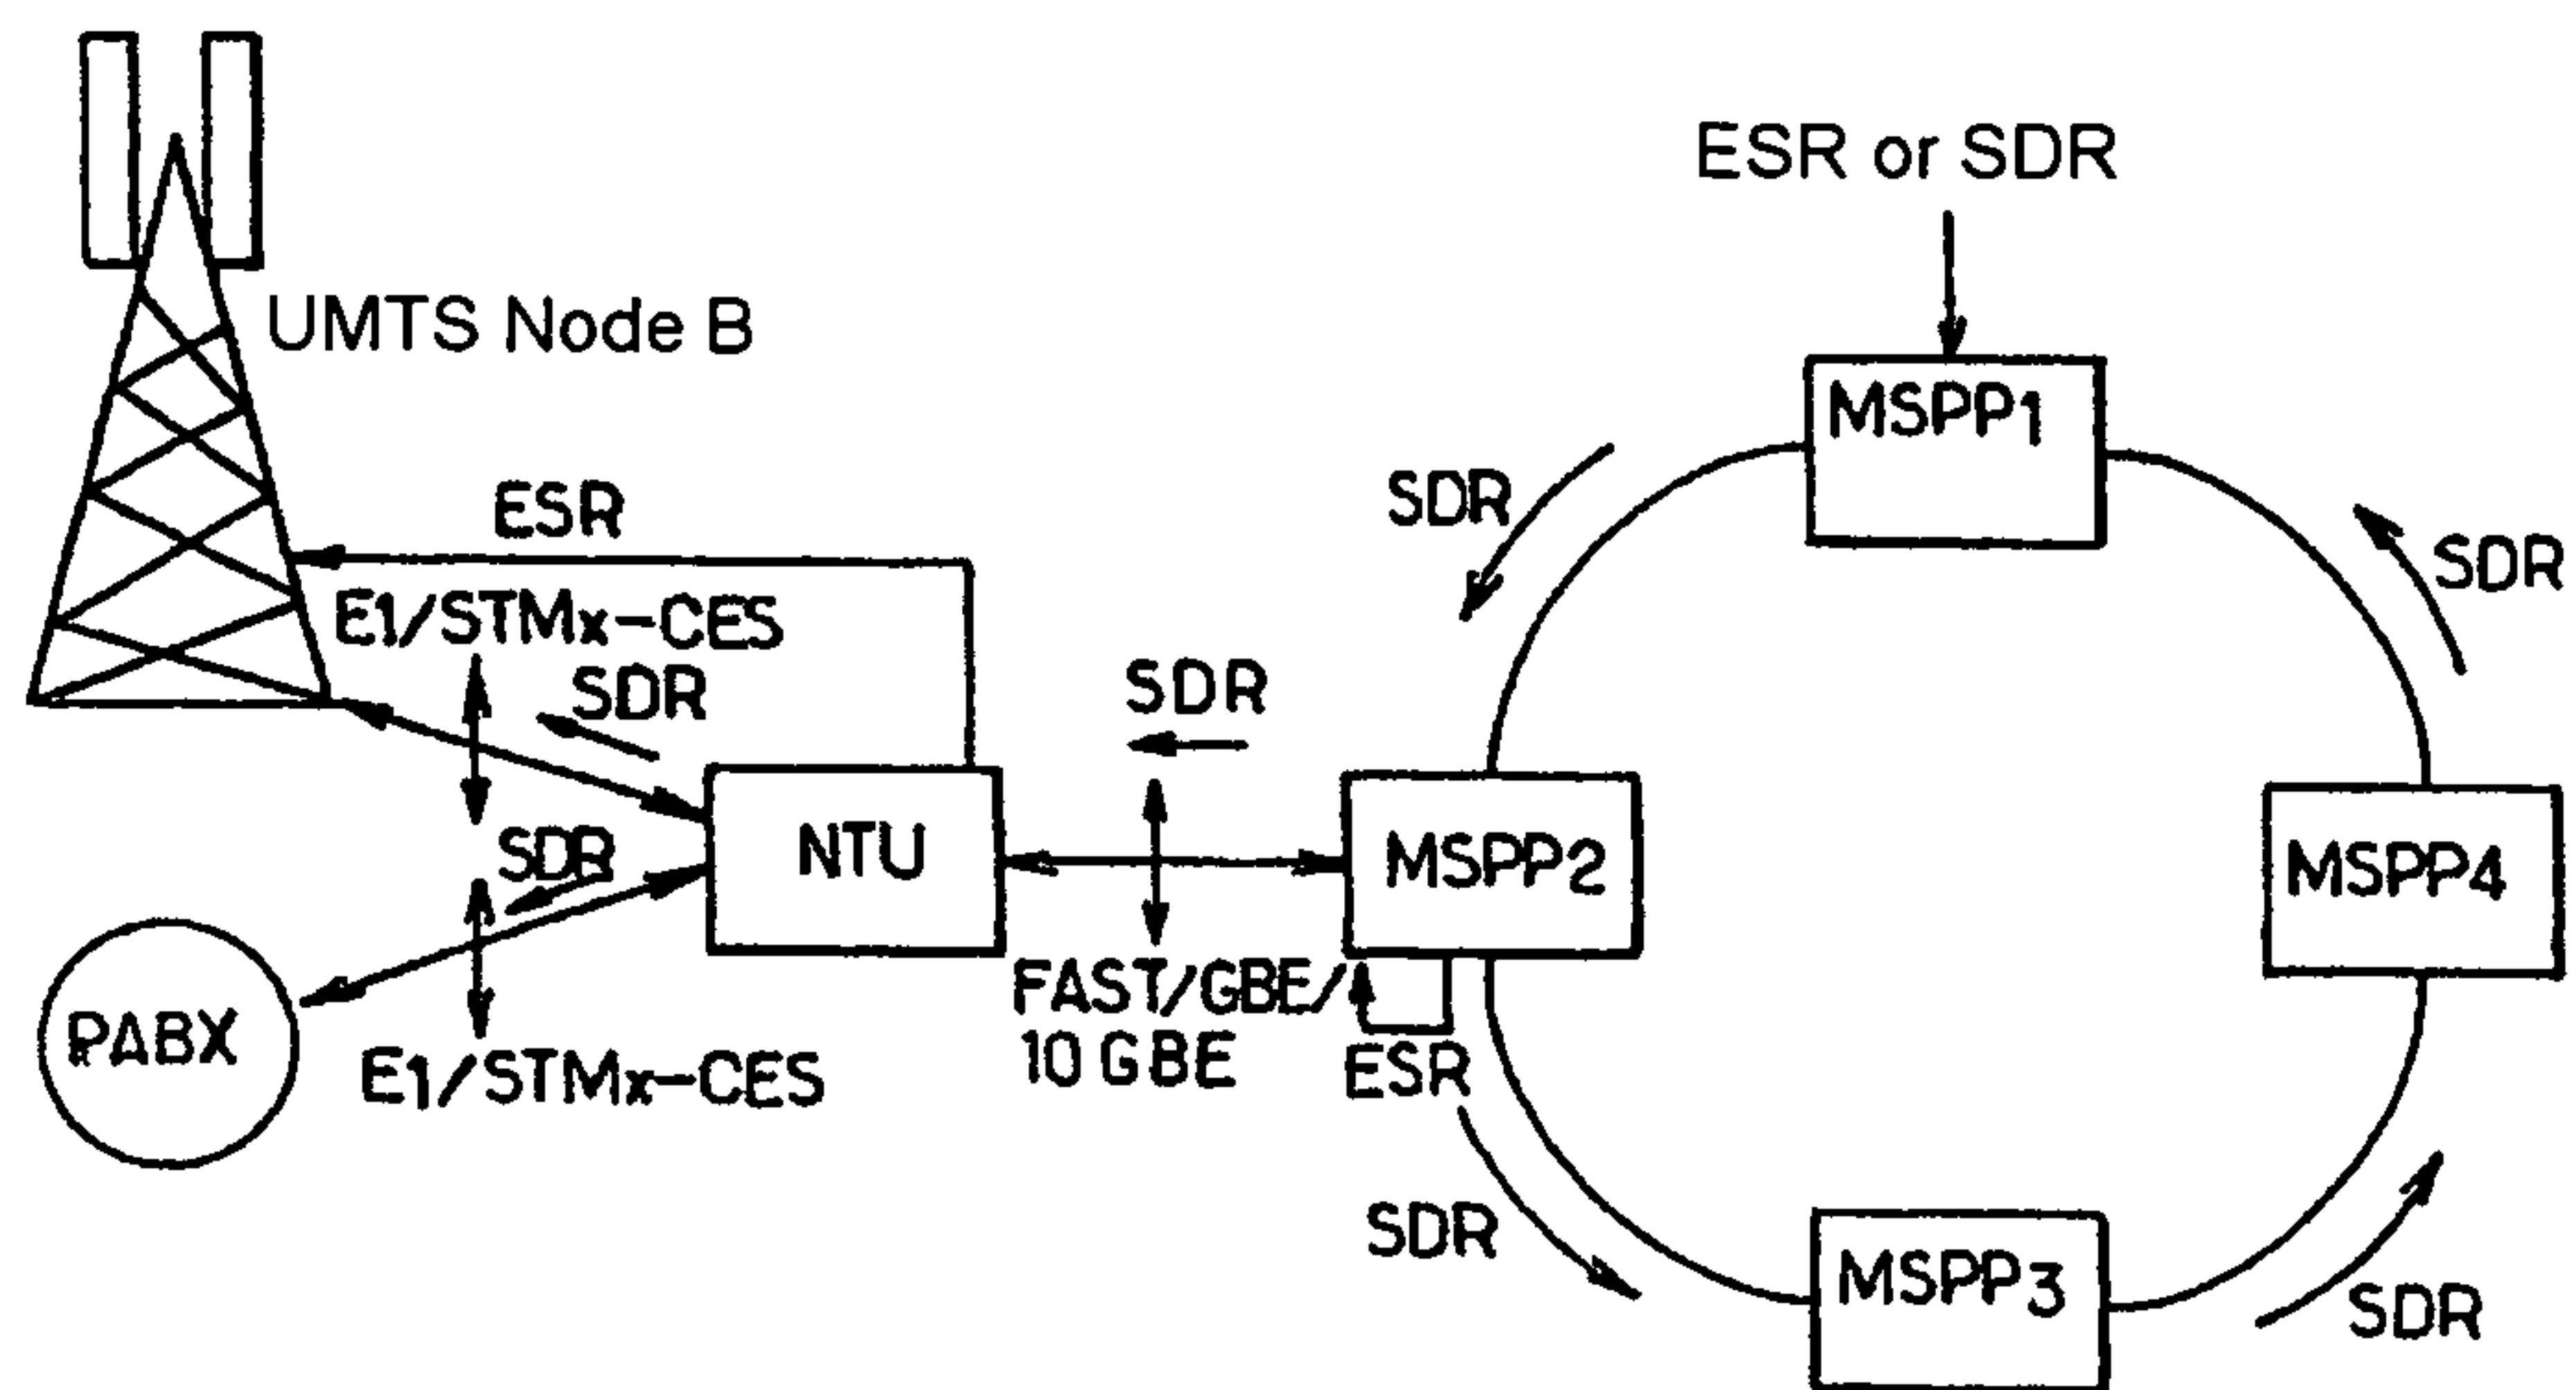 ESR or SDR
UMTS Node B
MSPP1
SDR
ESR
SDR
E1/STMx-CES
SDR
SDR
NTU
SDR
MSPP2
MSPP4
FAST/GBE/
10 GBE
ESR
PABX
E1/STMx-CES
SDR
MSPP3
SDR